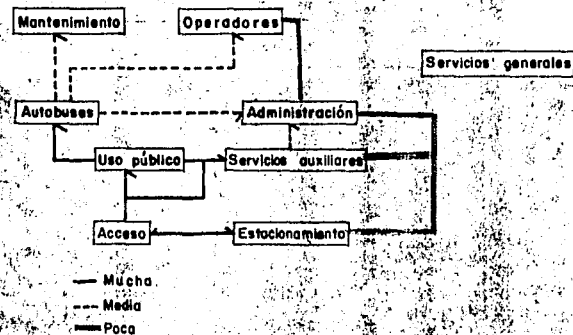 Mantenimiento
Operadores
Servicios generales
Autobuses
Administración
Uso público
Servicios auxiliares
Acceso
Estacionamiento
Mucha
Media
Poca